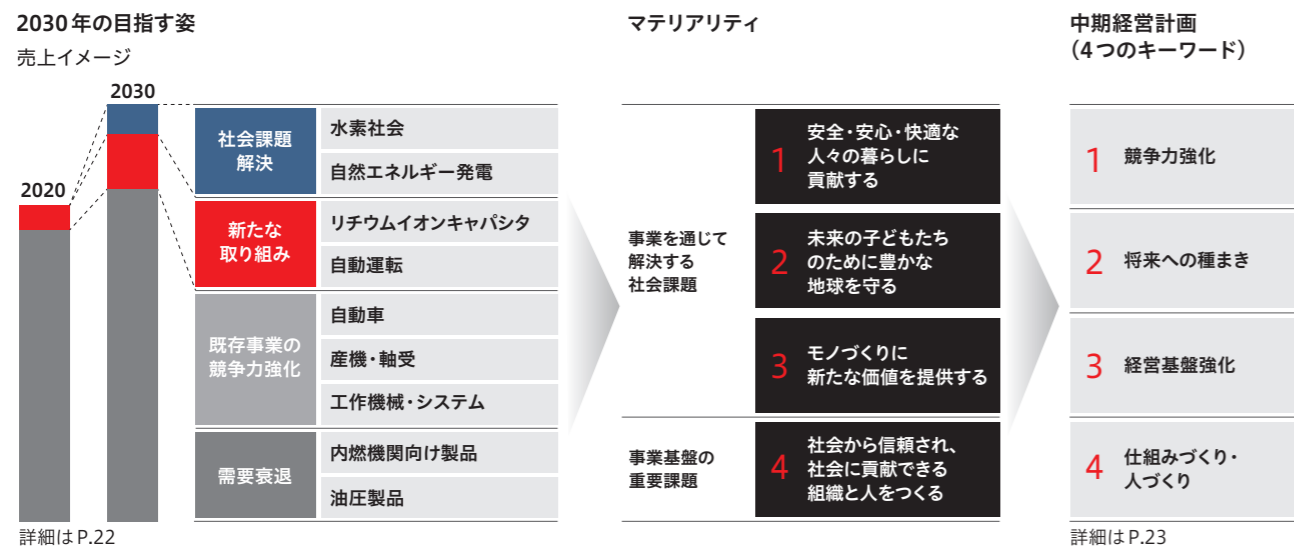 2030年の目指す姿
売上イメージ
2020
2030
社会課題
解決
水素社会
自然エネルギー発電
新たな
取り組み
リチウムイオンキャパシタ
自動運転
既存事業の
競争力強化
自動車
産機・軸受
工作機械・システム
需要衰退
内燃機関向け製品
油圧製品
詳細はP.22
マテリアリティ
事業を通じて
解決する
社会課題
1
安全・安心・快適な
人々の暮らしに
貢献する
2
未来の子どもたち
のために豊かな
地球を守る
3
モノづくりに
新たな価値を提供する
事業基盤の
重要課題
4
社会から信頼され、
社会に貢献できる
組織と人をつくる
中期経営計画
（4つのキーワード）
1
競争力強化
2
将来への種まき
3
経営基盤強化
4
仕組みづくり・
人づくり
詳細はP.23